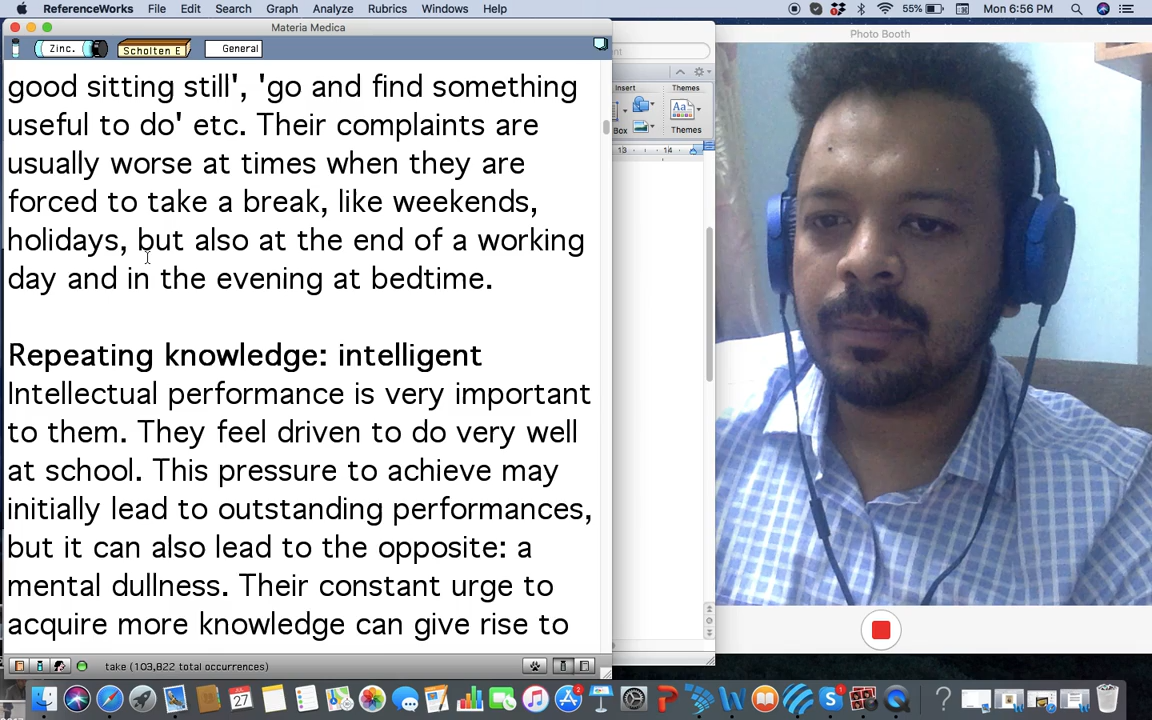 ReferenceWorks File Edit Search Graph Analyze Rubrics Windows Help 55% Mon 6:56 PM
Materia Medica
Photo Booth
Zinc. Scholten E General
good sitting still', 'go and find something
useful to do' etc. Their complaints are
usually worse at times when they are
forced to take a break, like weekends,
holidays, but also at the end of a working
day and in the evening at bedtime.
Repeating knowledge: intelligent
Intellectual performance is very important
to them. They feel driven to do very well
at school. This pressure to achieve may
initially lead to outstanding performances,
but it can also lead to the opposite: a
mental dullness. Their constant urge to
acquire more knowledge can give rise to
take (103,822 total occurrences)
Insert Themes
Box Themes
13 14